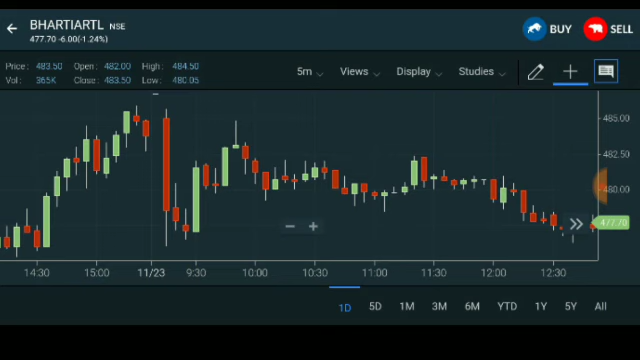 BHARTIARTL NSE
477.70 -6.00(-1.24%)
BUY SELL
Price: 483.50 Open: 482.00 High: 484.50
Vol: 365K Close: 483.50 Low: 480.05
5m Views Display Studies
485.00
482.50
480.00
477.70
14:30 15:00 11/23 9:30 10:00 10:30 11:00 11:30 12:00 12:30
1D 5D 1M 3M 6M YTD 1Y 5Y All